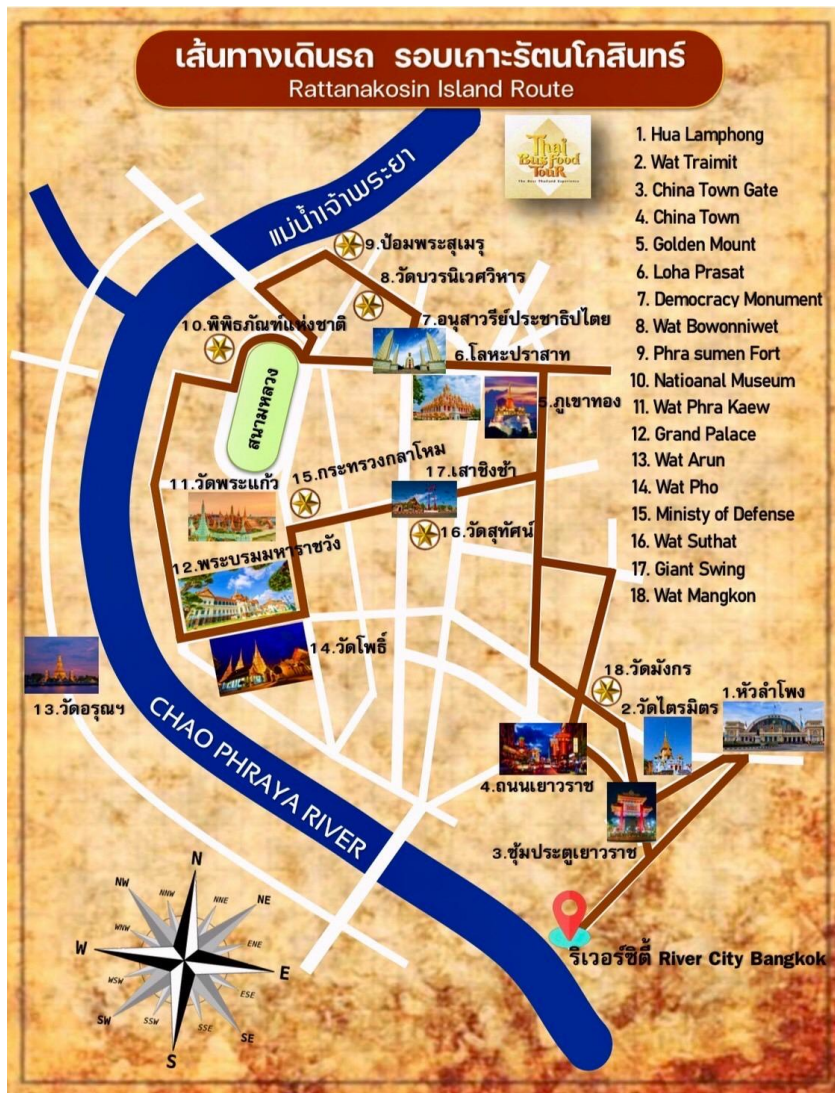 เส้นทางเดินรถ รอบเกาะรัตนโกสินทร์
Rattanakosin Island Route
Thai
Bus Food
Tour
The Best Thailand Experience
1. Hua Lamphong
2. Wat Traimit
3. China Town Gate
4. China Town
5. Golden Mount
6. Loha Prasat
7. Democracy Monument
8. Wat Bowonniwet
9. Phra sumen Fort
10. Natioanal Museum
11. Wat Phra Kaew
12. Grand Palace
13. Wat Arun
14. Wat Pho
15. Ministy of Defense
16. Wat Suthat
17. Giant Swing
18. Wat Mangkon
แม่น้ำเจ้าพระยา
9.ป้อมพระสุเมรุ
8.วัดบวรนิเวศวิหาร
7.อนุสาวรีย์ประชาธิปไตย
10.พิพิธภัณฑ์แห่งชาติ
6.โลหะปราสาท
5.ภูเขาทอง
สนามหลวง
15.กระทรวงกลาโหม
17.เสาชิงช้า
11.วัดพระแก้ว
16.วัดสุทัศน์
12.พระบรมมหาราชวัง
14.วัดโพธิ์
13.วัดอรุณฯ
18.วัดมังกร
1.หัวลำโพง
2.วัดไตรมิตร
4.ถนนเยาวราช
3.ซุ้มประตูเยาวราช
CHAO PHRAYA RIVER
ริเวอร์ซิตี้ River City Bangkok
N
NNW
NNE
NW
NE
WNW
ENE
W
E
WSW
ESE
SW
SE
SSW
SSE
S